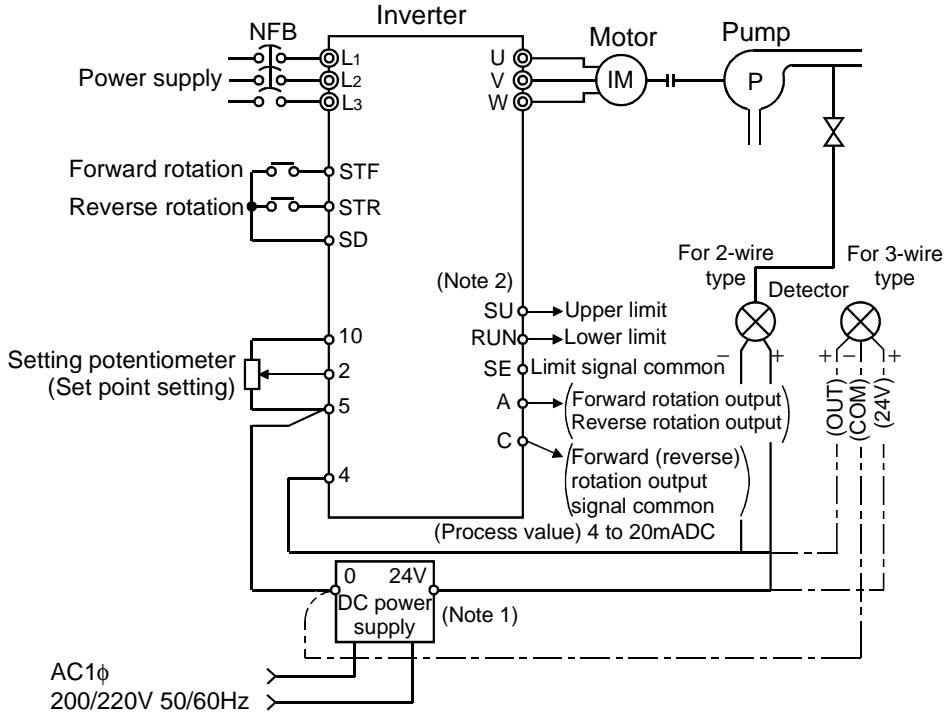 Inverter
NFB
Motor
Pump
Power supply
L1
L2
L3
U
V
W
IM
P
Forward rotation
Reverse rotation
STF
STR
SD
For 2-wire
type
For 3-wire
type
Detector
(Note 2)
SU
Upper limit
RUN
Lower limit
SE
Limit signal common
Setting potentiometer
(Set point setting)
10
2
5
4
A
(Forward rotation output
Reverse rotation output)
C
(Forward (reverse)
rotation output
signal common)
− +
+ − +
(OUT)
(COM)
(24V)
(Process value) 4 to 20mADC
0 24V
DC power
supply
(Note 1)
AC1ϕ
200/220V 50/60Hz